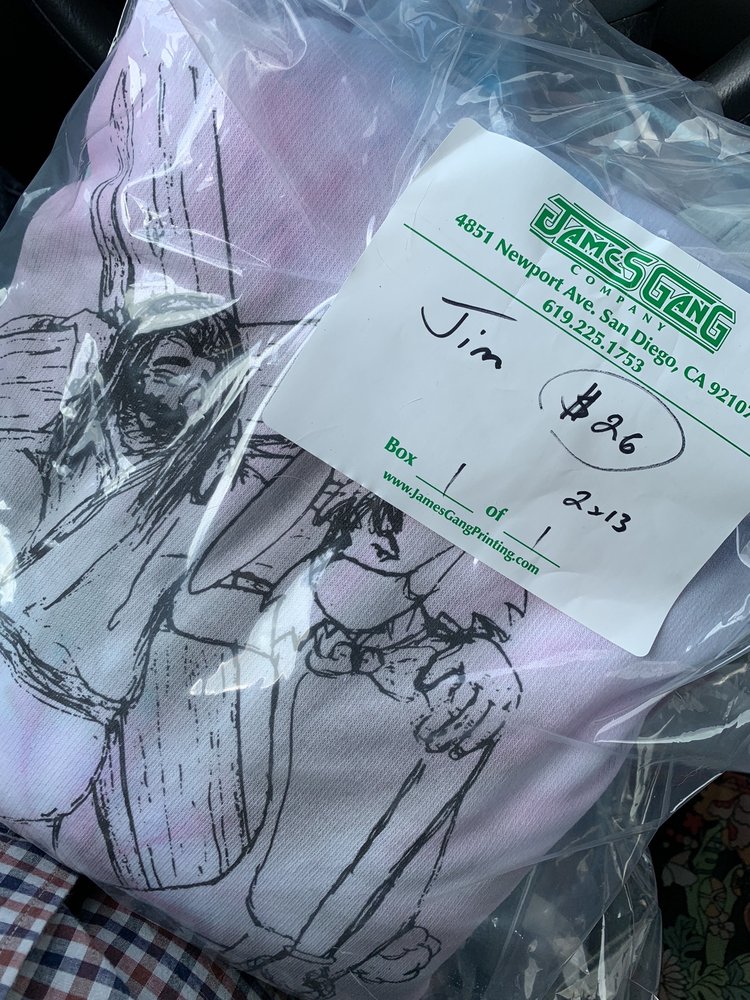 JAMES GANG
COMPANY
4851 Newport Ave. San Diego, CA 92107
619.225.1753
Jim
$26
2x13
Box 1 of 1
www.JamesGangPrinting.com